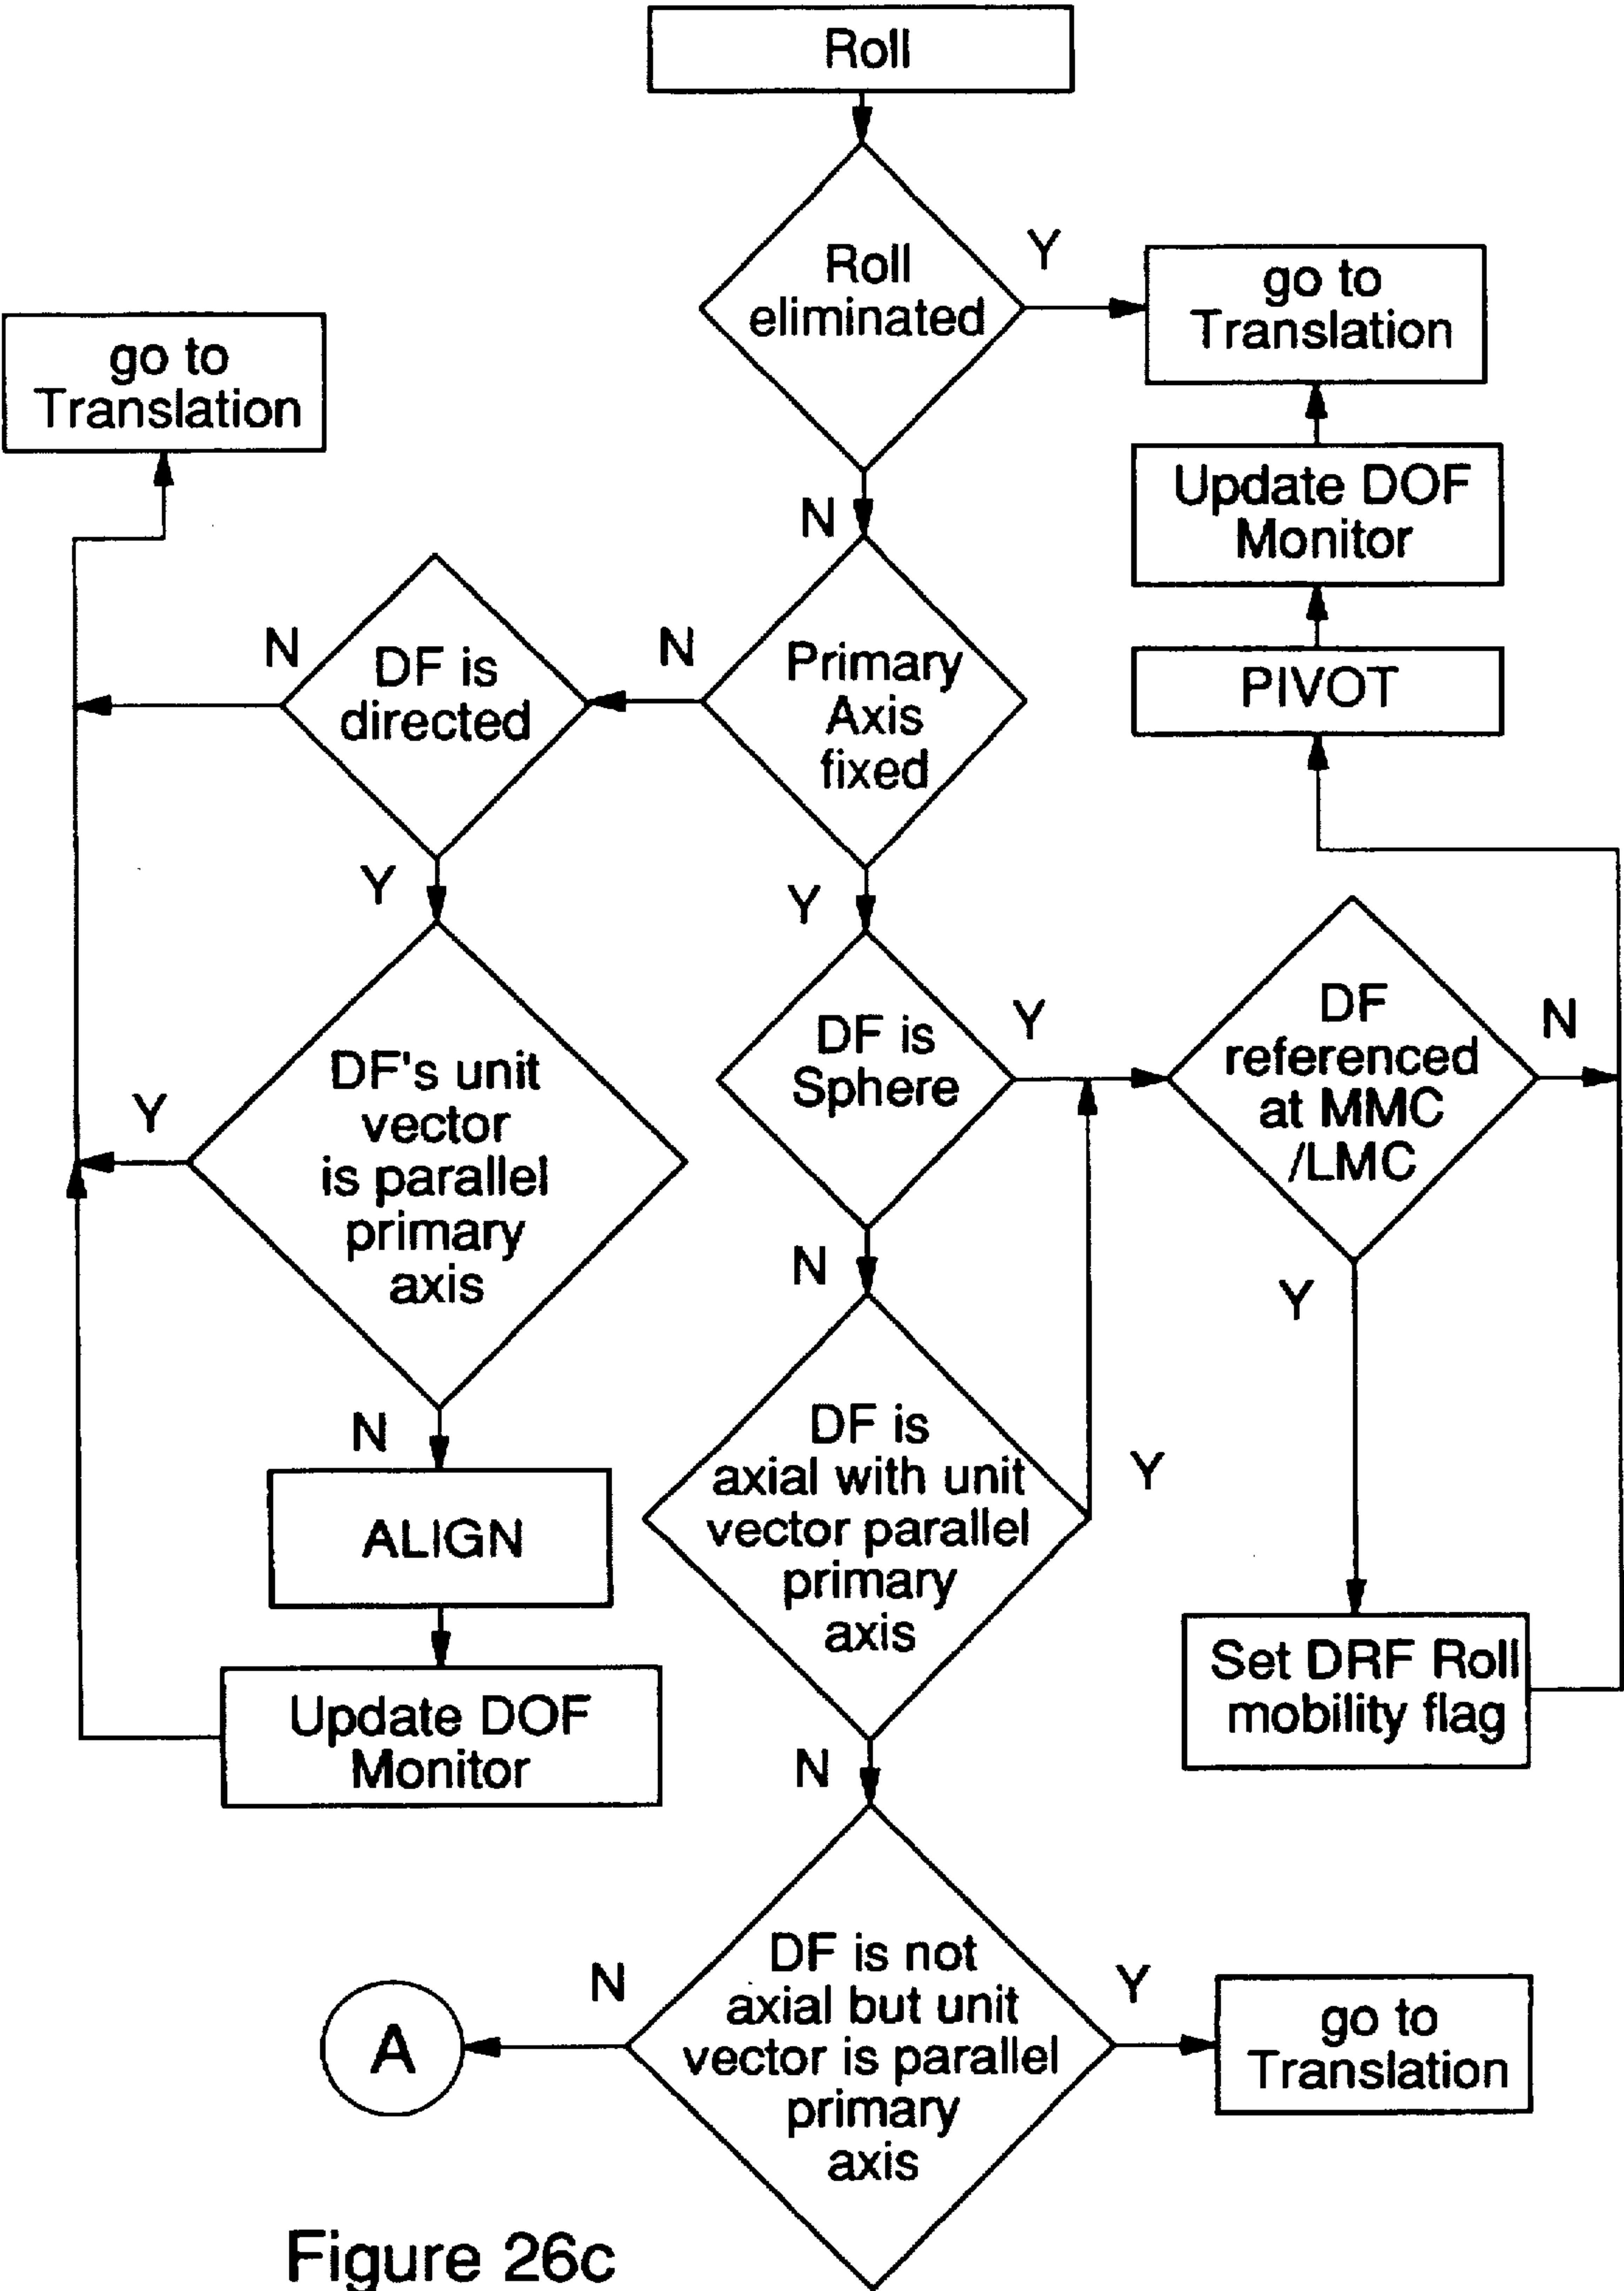 Roll
Roll
eliminated
Y
go to
Translation
go to
Translation
N
Update DOF
Monitor
N
DF is
directed
N
Primary
Axis
fixed
PIVOT
Y
Y
DF's unit
vector
is parallel
primary
axis
Y
DF is
Sphere
Y
DF
referenced
at MMC
/LMC
N
N
Y
N
ALIGN
DF is
axial with unit
vector parallel
primary
axis
Y
Set DRF Roll
mobility flag
Update DOF
Monitor
N
DF is not
axial but unit
vector is parallel
primary
axis
N
A
Y
go to
Translation
Figure 26c